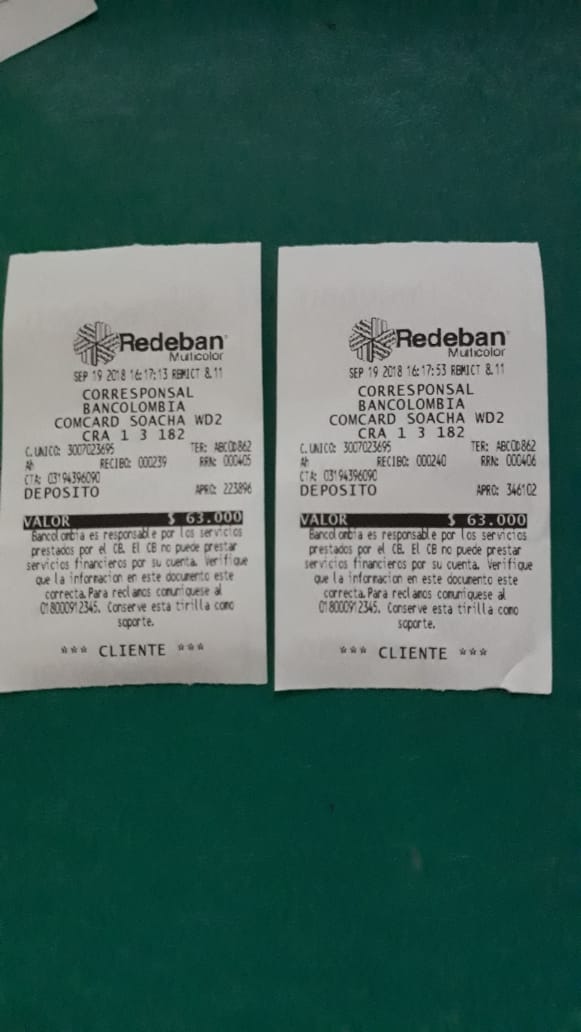 Redeban
Multicolor
SEP 19 2018 16:17:13 RBMICT 8.11
CORRESPONSAL
BANCOLOMBIA
COMCARD SOACHA WD2
CRA 1 3 182
C.UNICO: 3007023695 TER: ABCOD862
Ah RECIBO: 000239 RRN: 000405
CTA: 03194396090
DEPOSITO APRO: 223896
VALOR $ 63.000
Bancolombia es responsable por los servicios
prestados por el CB. El CB no puede prestar
servicios financieros por su cuenta. Verifique
que la informacion en este documento este
correcta.Para reclamos comuniquese al
018000912345. Conserve esta tirilla como
soporte.
*** CLIENTE ***
Redeban
Multicolor
SEP 19 2018 16:17:53 RBMICT 8.11
CORRESPONSAL
BANCOLOMBIA
COMCARD SOACHA WD2
CRA 1 3 182
C.UNICO: 3007023695 TER: ABCOD862
Ah RECIBO: 000240 RRN: 000406
CTA: 03194396090
DEPOSITO APRO: 346102
VALOR $ 63.000
Bancolombia es responsable por los servicios
prestados por el CB. El CB no puede prestar
servicios financieros por su cuenta. Verifique
que la informacion en este documento este
correcta.Para reclamos comuniquese al
018000912345. Conserve esta tirilla como
soporte.
*** CLIENTE ***